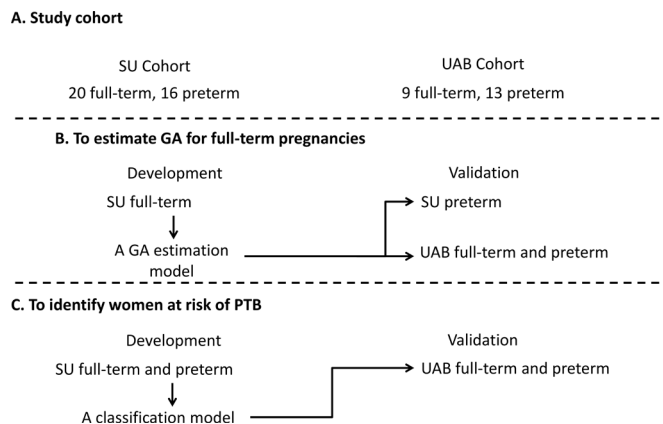 A. Study cohort
SU Cohort
20 full-term, 16 preterm
UAB Cohort
9 full-term, 13 preterm
B. To estimate GA for full-term pregnancies
Development
SU full-term
A GA estimation
model
Validation
SU preterm
UAB full-term and preterm
C. To identify women at risk of PTB
Development
SU full-term and preterm
A classification model
Validation
UAB full-term and preterm